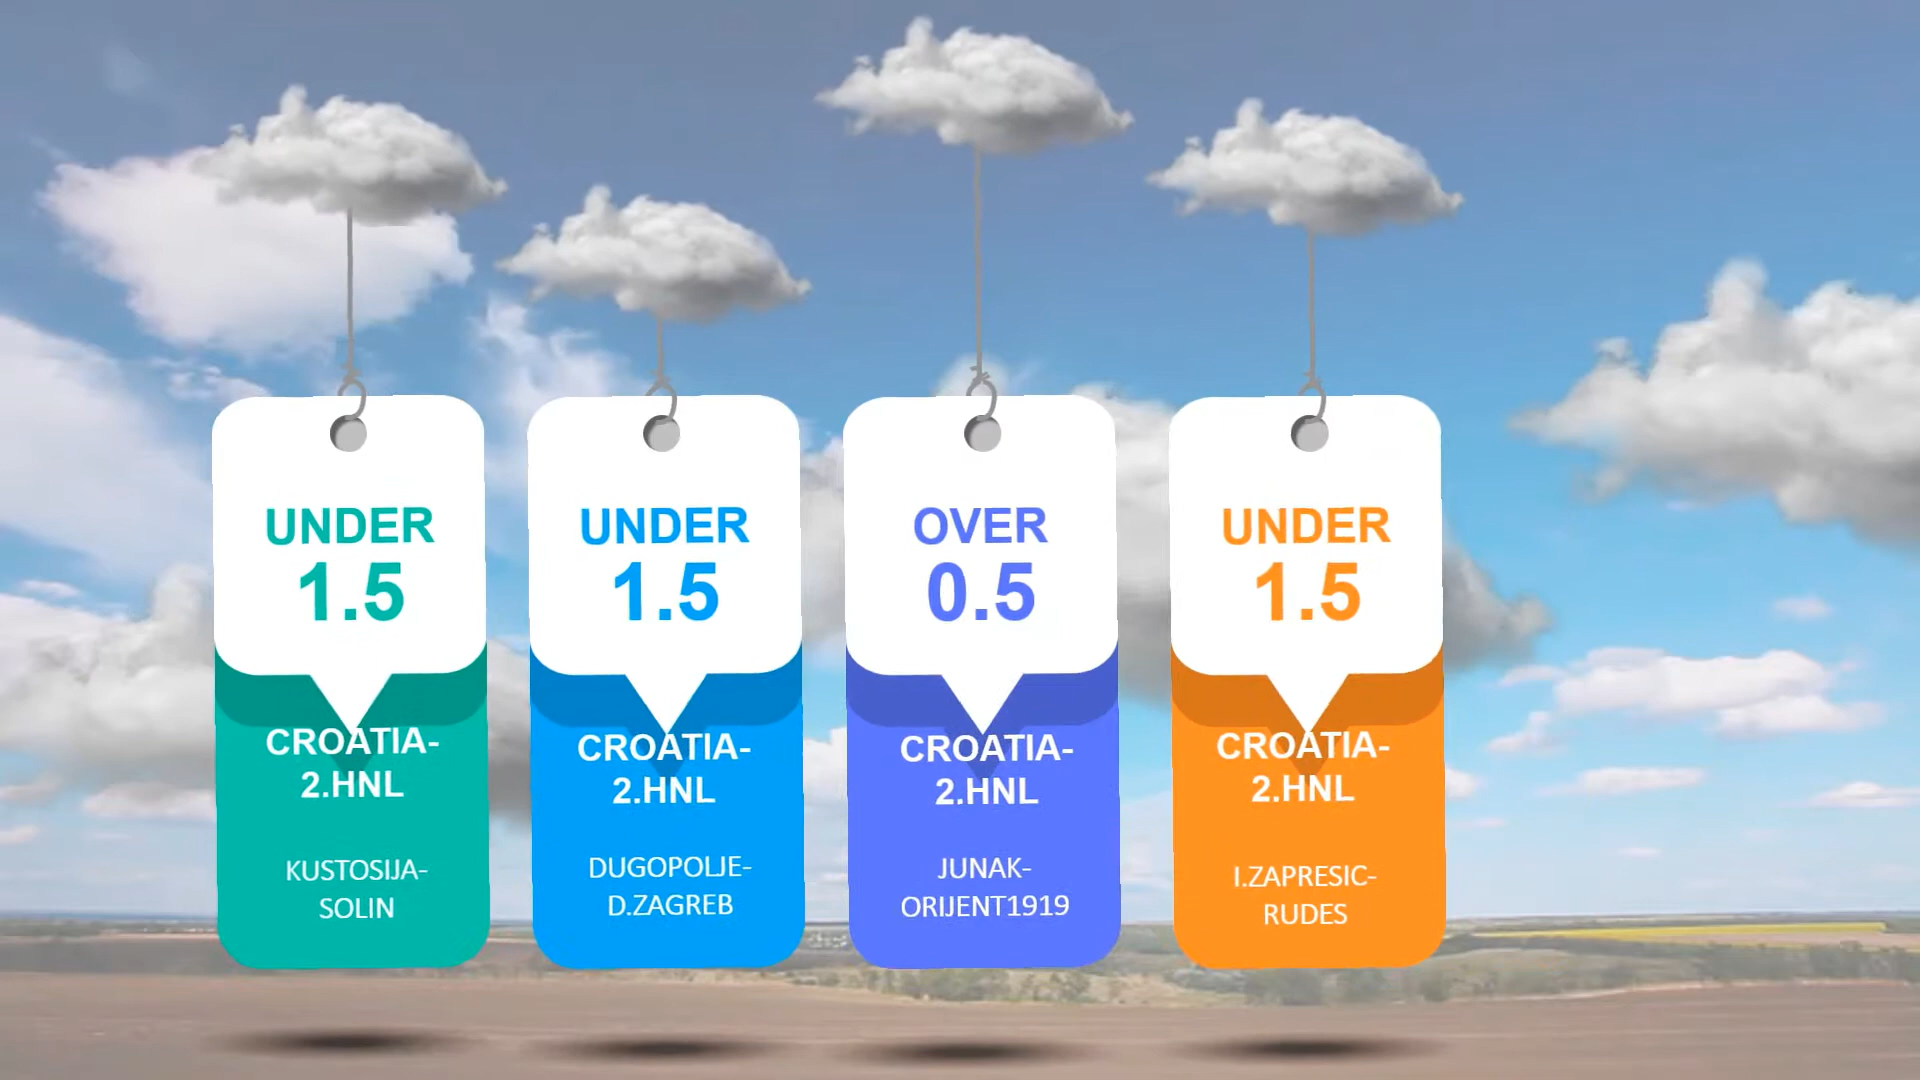 UNDER
1.5
CROATIA-
2.HNL
KUSTOSIJA-
SOLIN
UNDER
1.5
CROATIA-
2.HNL
DUGOPOLJE-
D.ZAGREB
OVER
0.5
CROATIA-
2.HNL
JUNAK-
ORIJENT1919
UNDER
1.5
CROATIA-
2.HNL
I.ZAPRESIC-
RUDES